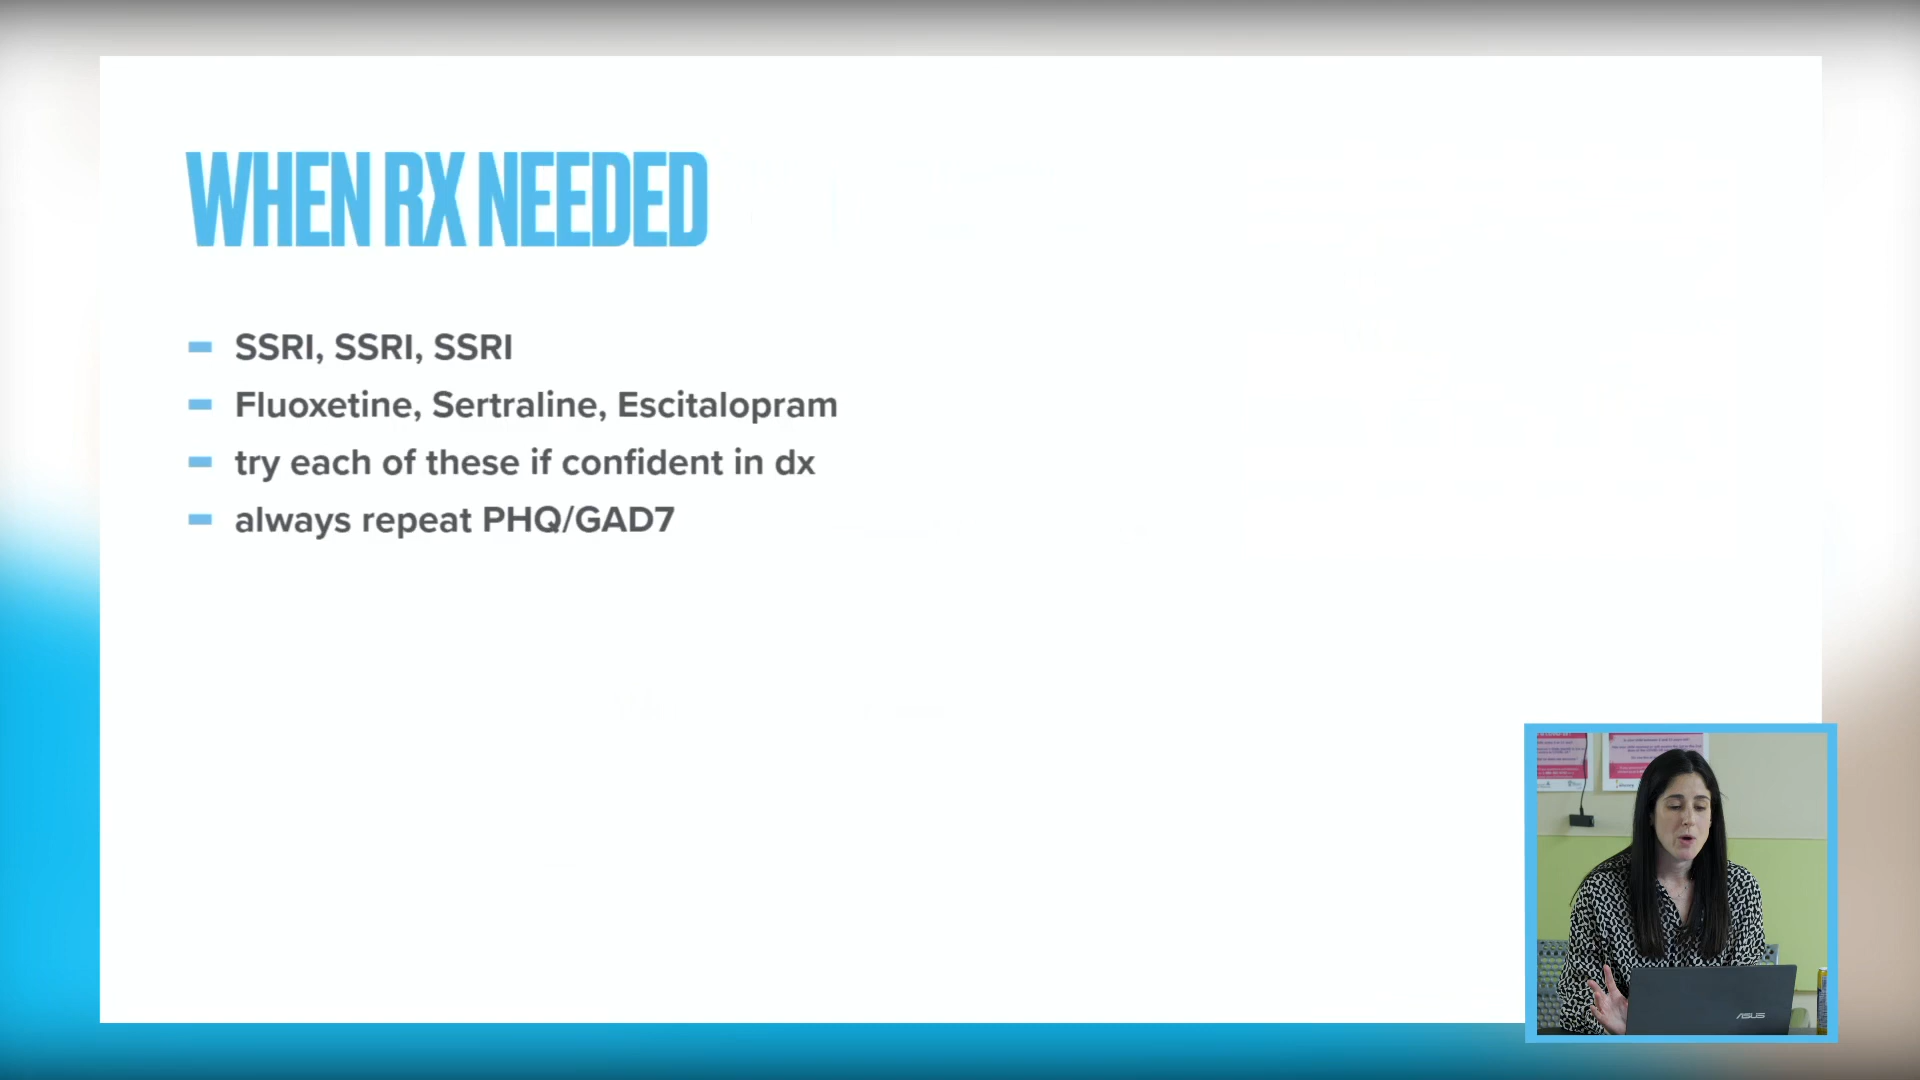 WHEN RX NEEDED
SSRI, SSRI, SSRI
Fluoxetine, Sertraline, Escitalopram
try each of these if confident in dx
always repeat PHQ/GAD7
ASUS